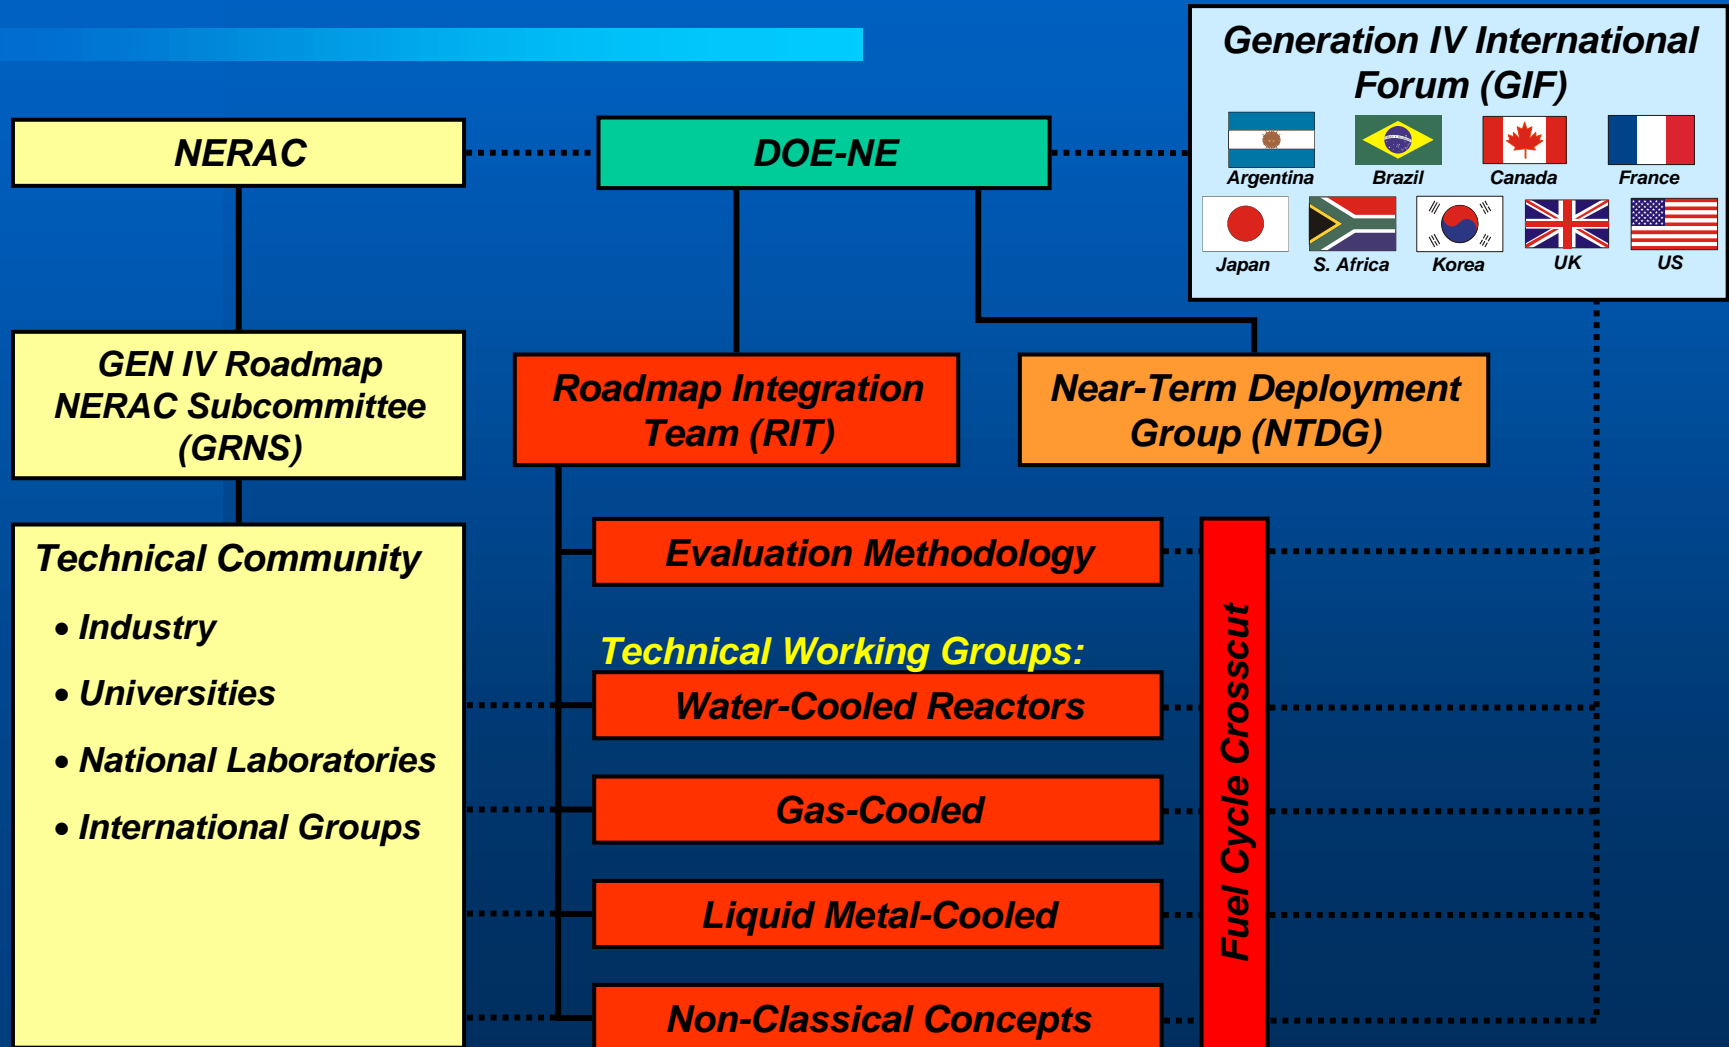 Generation IV International
Forum (GIF)
Argentina Brazil Canada France
Japan S. Africa Korea UK US
NERAC
DOE-NE
GEN IV Roadmap
NERAC Subcommittee
(GRNS)
Roadmap Integration
Team (RIT)
Near-Term Deployment
Group (NTDG)
Technical Community
• Industry
• Universities
• National Laboratories
• International Groups
Evaluation Methodology
Technical Working Groups:
Water-Cooled Reactors
Gas-Cooled
Liquid Metal-Cooled
Non-Classical Concepts
Fuel Cycle Crosscut